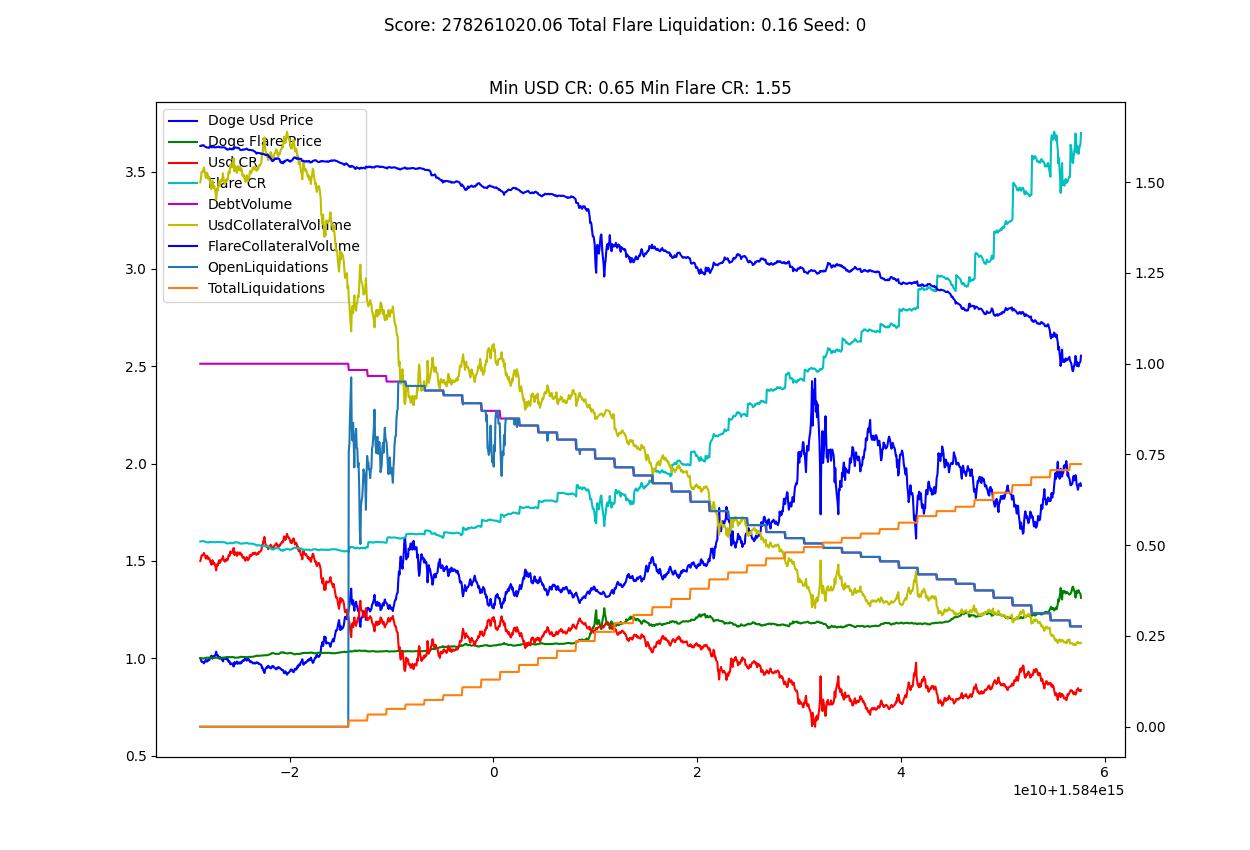 Score: 278261020.06 Total Flare Liquidation: 0.16 Seed: 0
Min USD CR: 0.65 Min Flare CR: 1.55
Doge Usd Price
Doge Flare Price
Usd CR
Flare CR
DebtVolume
UsdCollateralVolume
FlareCollateralVolume
OpenLiquidations
TotalLiquidations
3.5
3.0
2.5
2.0
1.5
1.0
0.5
1.50
1.25
1.00
0.75
0.50
0.25
0.00
−2
0
2
4
6
1e10+1.584e15